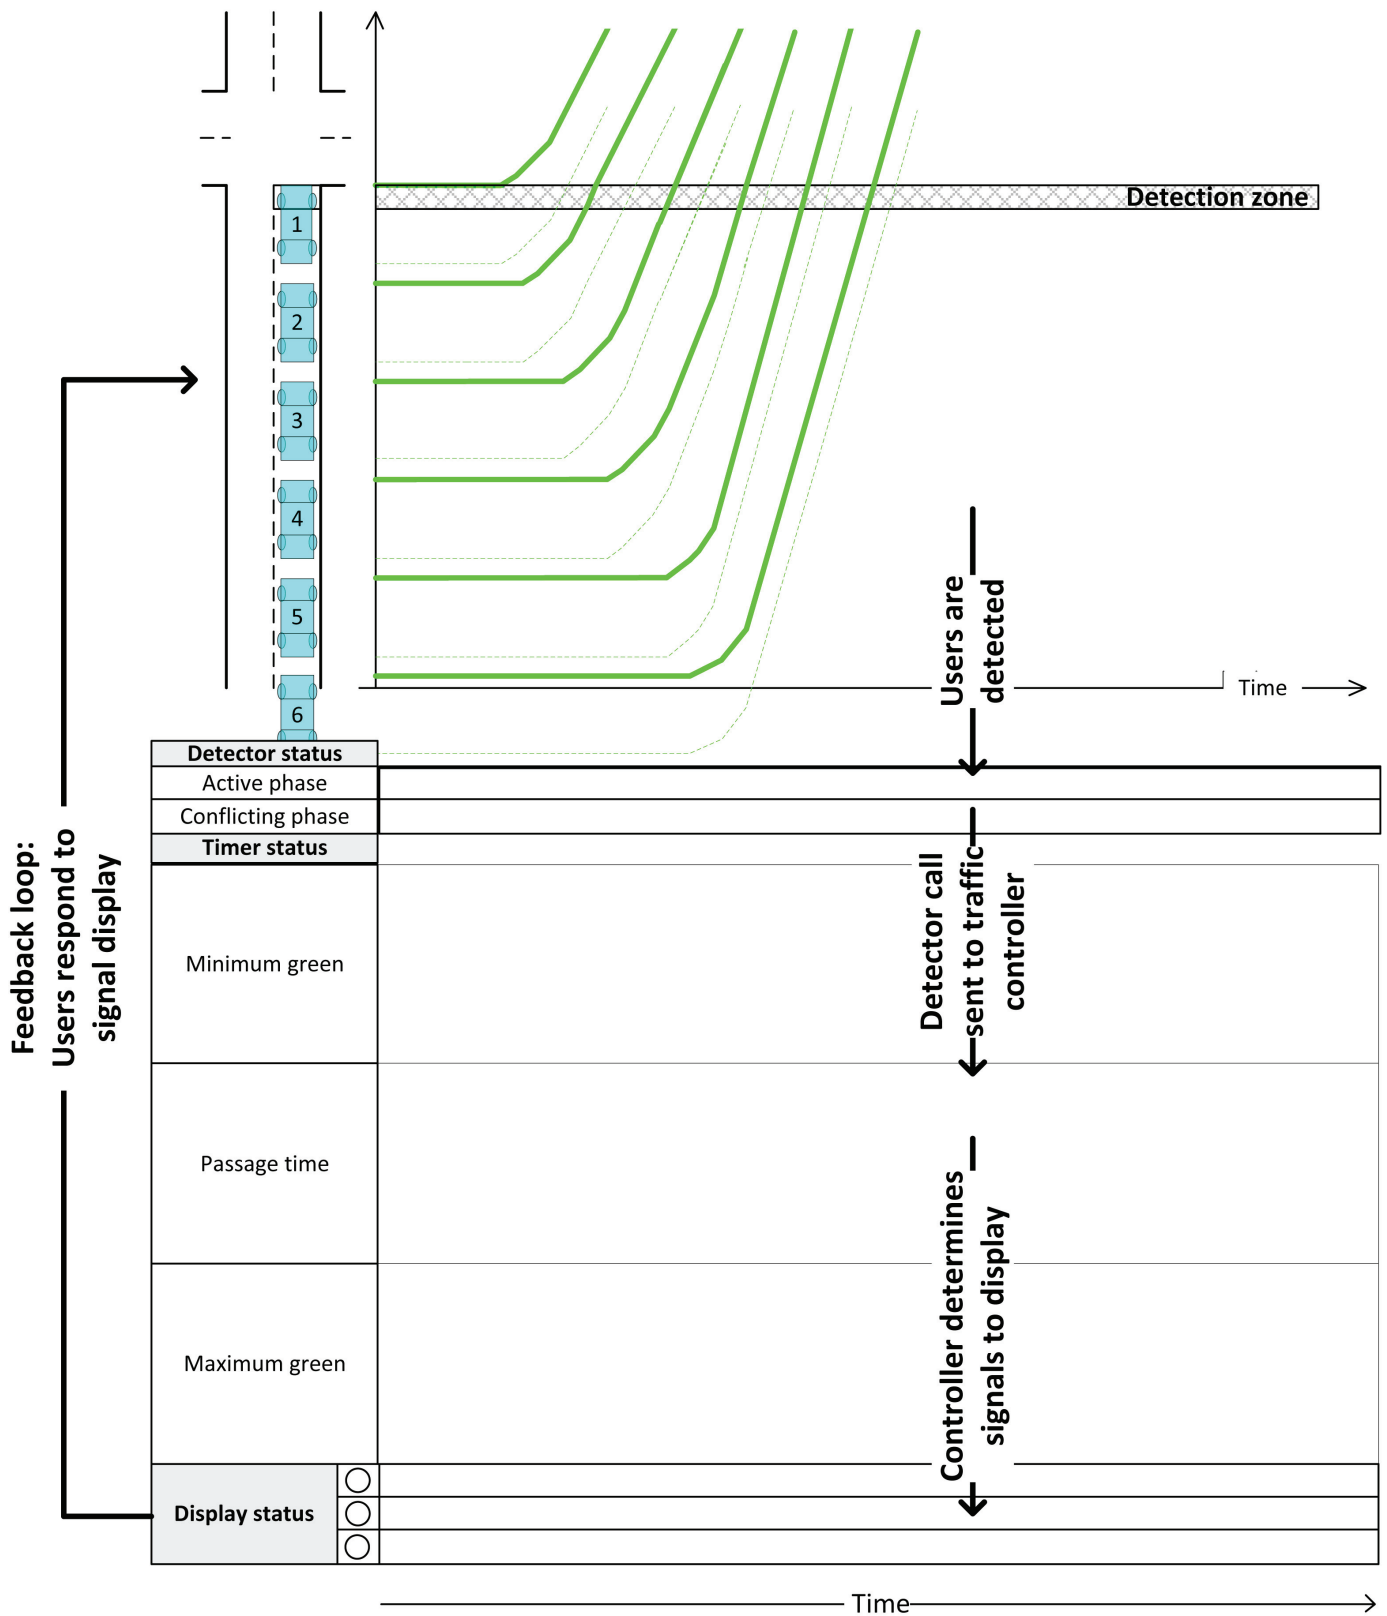 Detection zone
1
2
3
4
5
6
Users are
detected
Time
Detector status
Active phase
Conflicting phase
Timer status
Minimum green
Passage time
Maximum green
Display status
Detector call
sent to traffic
controller
Controller determines
signals to display
Feedback loop:
Users respond to
signal display
Time